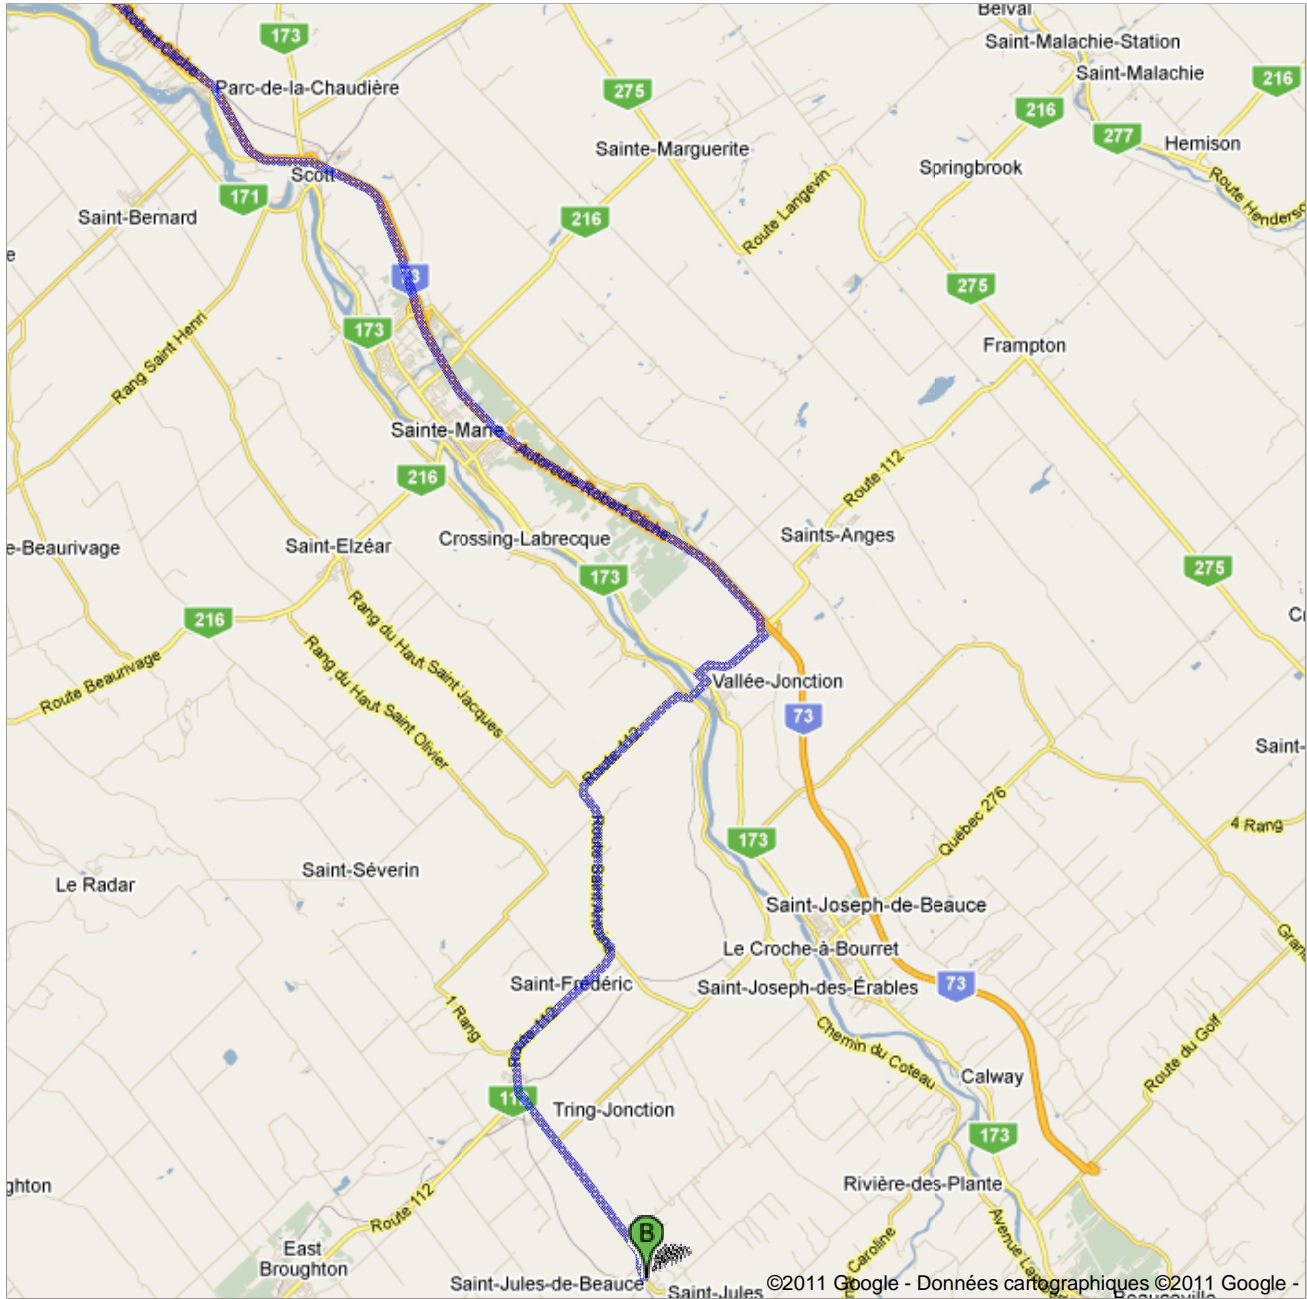 Belval
Robert Cliche
173
Saint-Malachie-Station
Saint-Malachie
216
Parc-de-la-Chaudière
275
216
277
Hemison
Sainte-Marguerite
Springbrook
Scott
171
Route Langevin
Saint-Bernard
216
e
73
275
173
Rang Saint Henri
Frampton
Sainte-Marie
Autoroute Robert Cliche
216
Route 112
Saints-Anges
Crossing-Labrecque
e-Beaurivage
Saint-Elzéar
173
275
216
Rang du Haut Saint Jacques
Rang du Haut Saint Olivier
Route Beaurivage
Vallée-Jonction
73
Route 112
Saint-
Québec 276
4 Rang
173
Saint-Séverin
Le Radar
Saint-Joseph-de-Beauce
Le Croche-à-Bourret
Saint-Frédéric
Saint-Joseph-des-Érables
73
1 Rang
Route 112
Chemin du Coteau
Route du Golf
Calway
Tring-Jonction
173
ghton
Rivière-des-Plante
Route 112
B
East
Broughton
Caroline
Saint-Jules-de-Beauce
Saint-Jules
©2011 Google - Données cartographiques ©2011 Google -